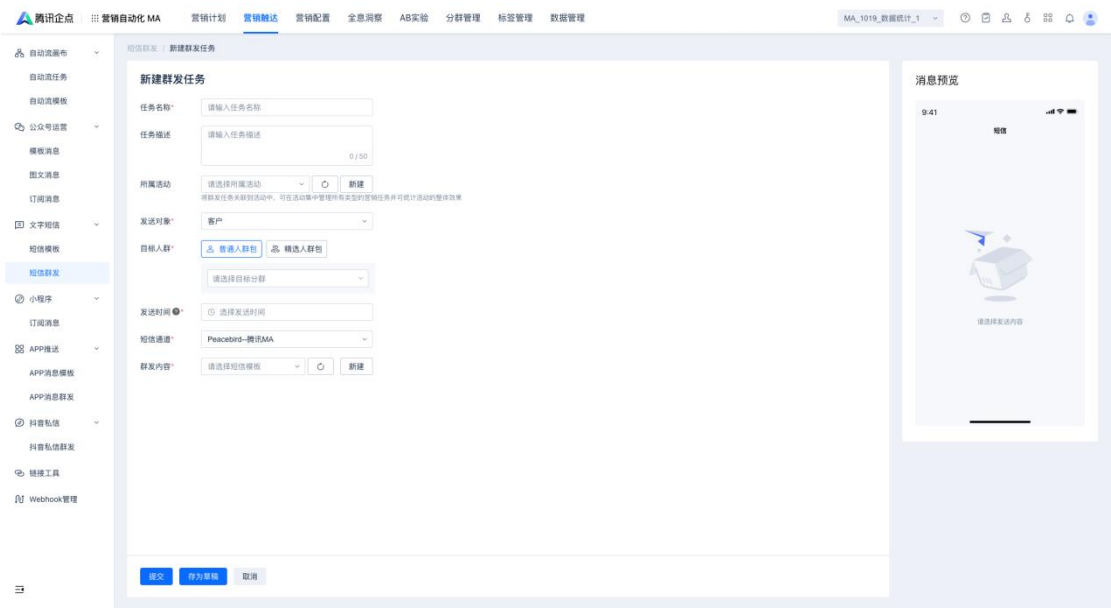 腾讯企点 营销自动化 MA 营销计划 营销触达 营销配置 全息洞察 AB实验 分群管理 标签管理 数据管理 MA_1019_数据统计_1
自动流画布
自动流任务
自动流模板
公众号运营
模板消息
图文消息
订阅消息
文字短信
短信模板
短信群发
小程序
订阅消息
APP推送
APP消息模板
APP消息群发
抖音私信
抖音私信群发
链接工具
Webhook管理
短信群发 / 新建群发任务
新建群发任务
任务名称* 请输入任务名称
任务描述 请输入任务描述
0 / 50
所属活动 请选择所属活动 新建
将群发任务关联到活动中，可在活动集中管理所有类型的营销任务并可统计活动的整体效果
发送对象* 客户
目标人群* 普通人群包 精选人群包
请选择目标分群
发送时间* 选择发送时间
短信通道* Peacebird--腾讯MA
群发内容* 请选择短信模板 新建
提交 存为草稿 取消
消息预览
9:41
短信
请选择发送内容